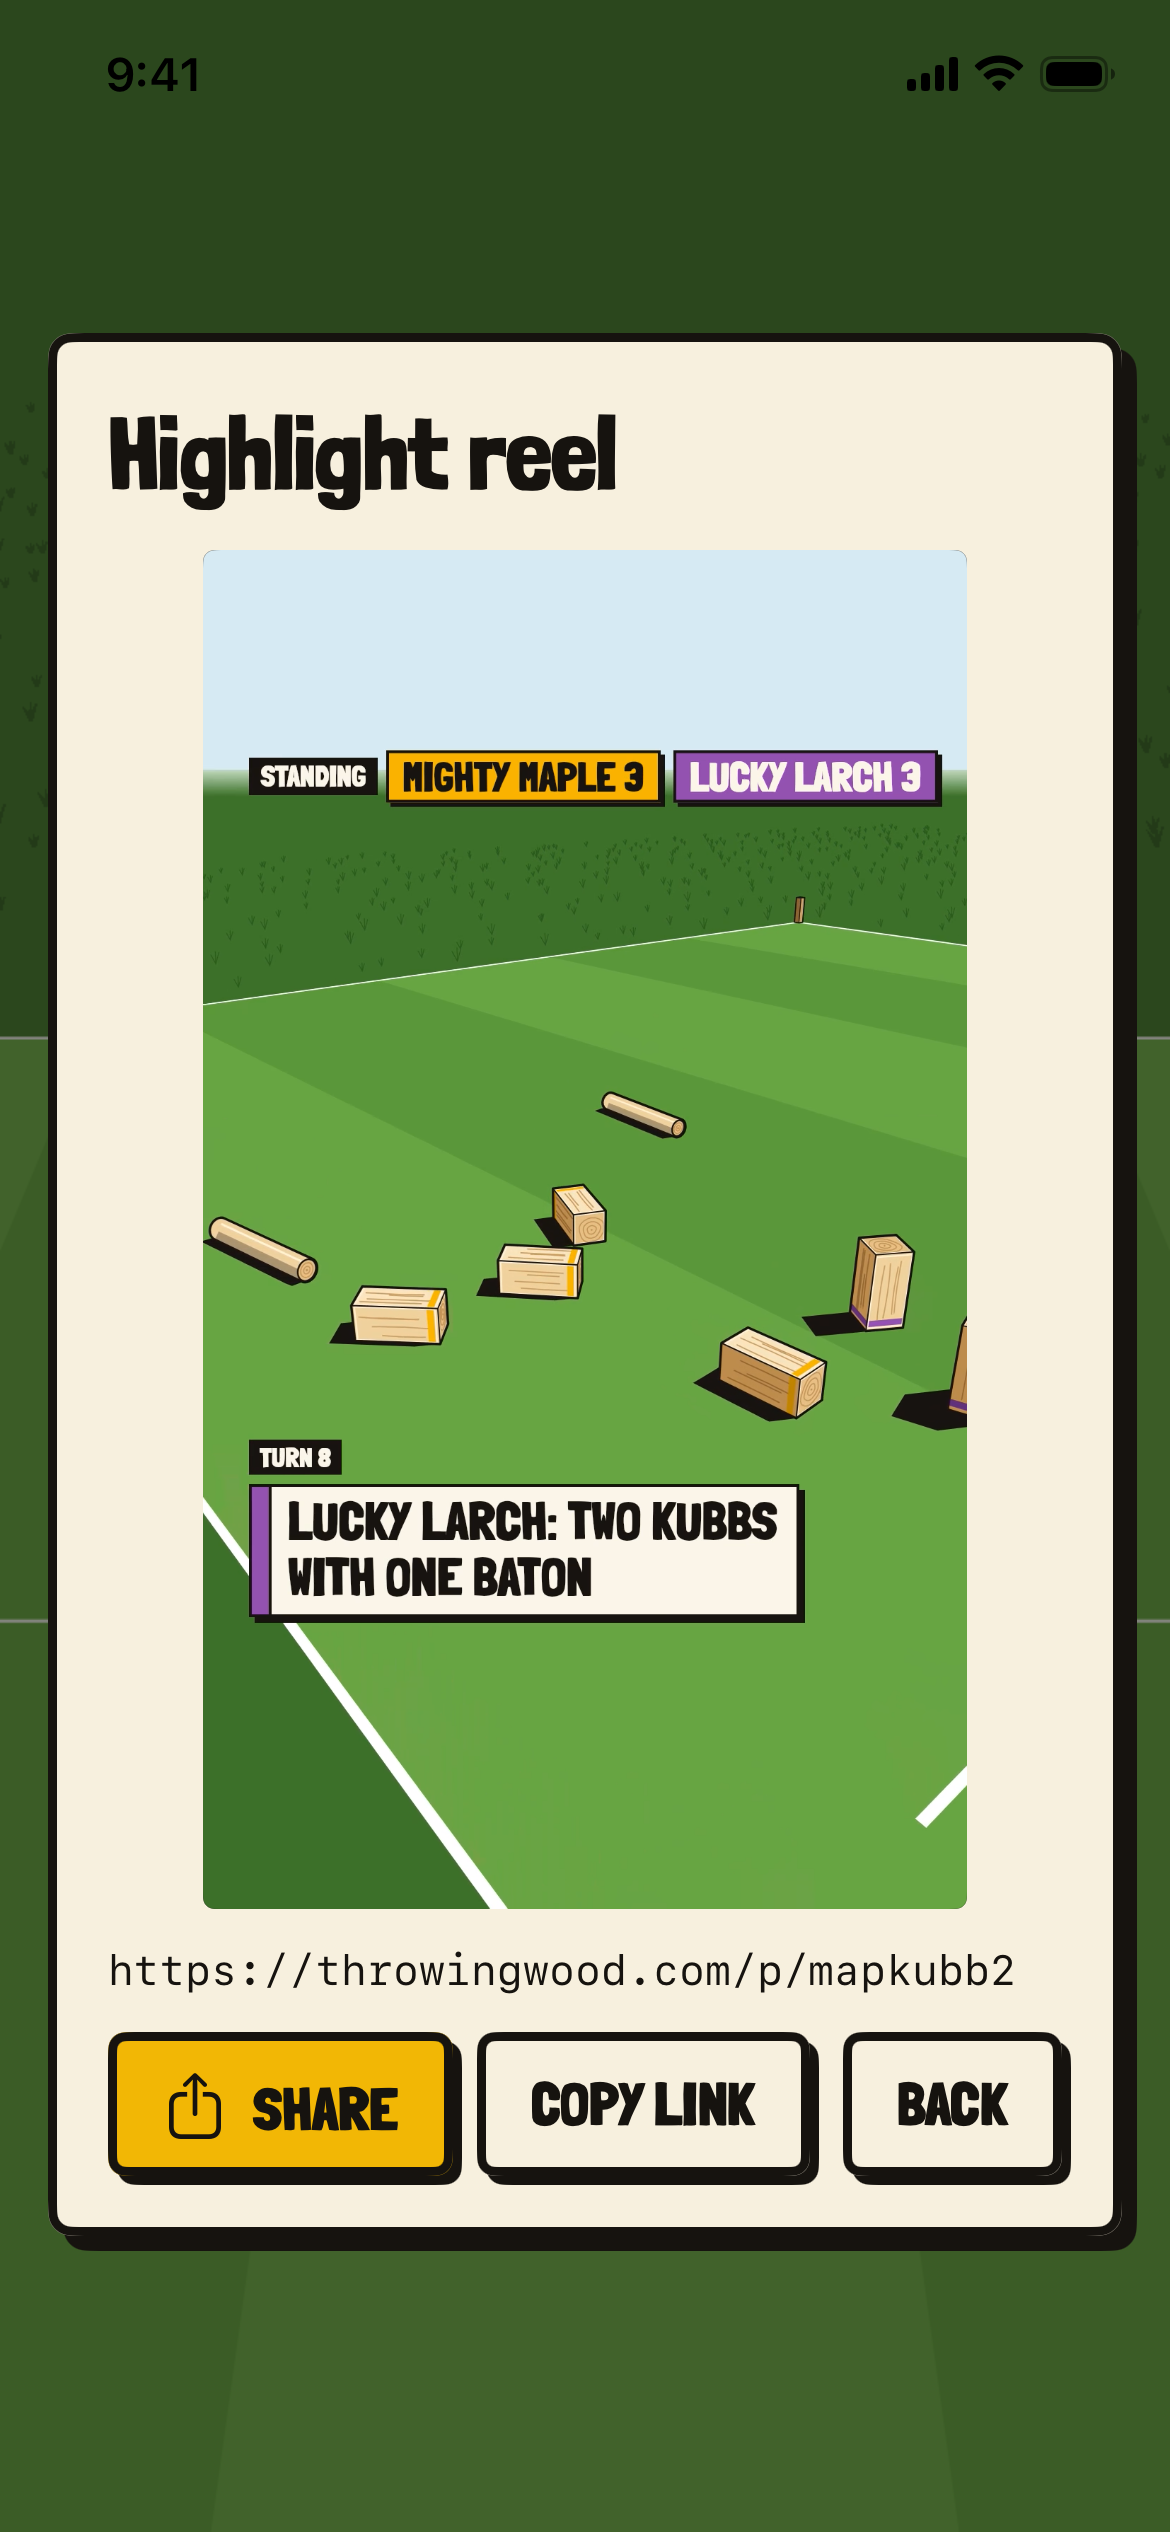 9:41
Highlight reel
STANDING MIGHTY MAPLE 3 LUCKY LARCH 3
TURN 8
LUCKY LARCH: TWO KUBBS
WITH ONE BATON
https://throwingwood.com/p/mapkubb2
SHARE COPY LINK BACK